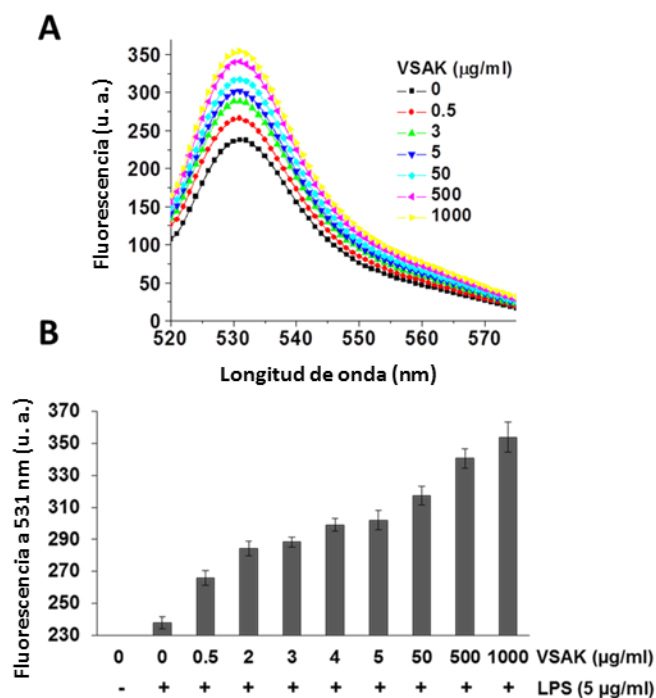 A
Fluorescencia (u. a.)
350
300
250
200
150
100
50
0
VSAK (µg/ml)
0
0.5
3
5
50
500
1000
520 530 540 550 560 570
Longitud de onda (nm)
B
Fluorescencia a 531 nm (u. a.)
370
350
330
310
290
270
250
230
0 0 0.5 2 3 4 5 50 500 1000 VSAK (µg/ml)
- + + + + + + + + + LPS (5 µg/ml)